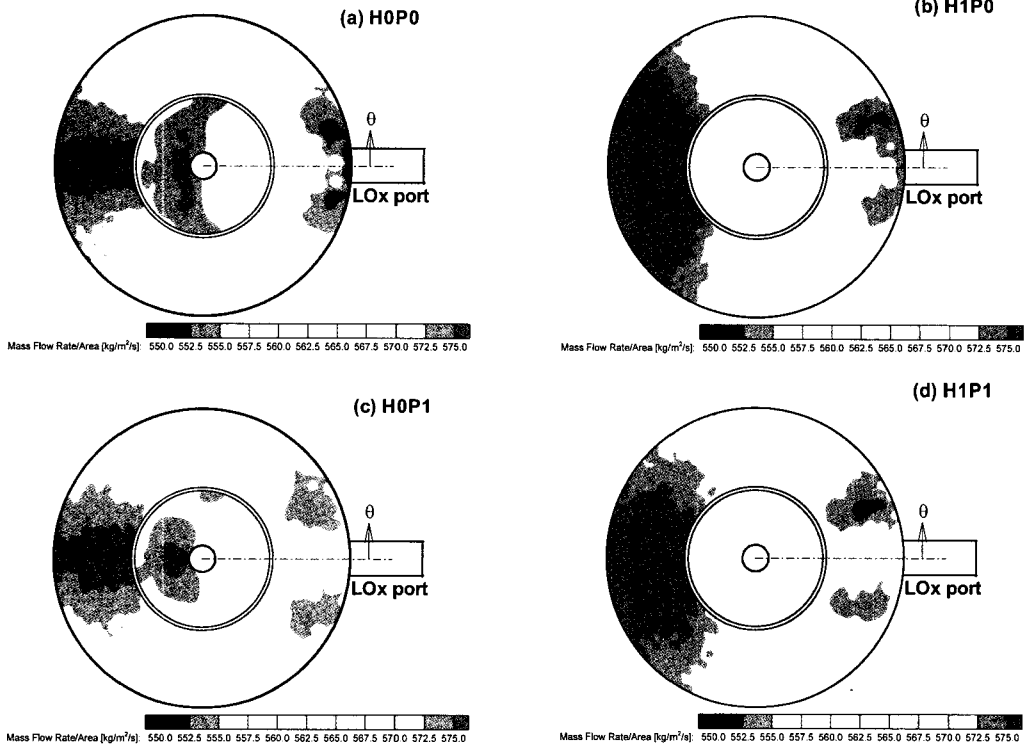 (a) H0P0
θ
LOx port
Mass Flow Rate/Area [kg/m²/s]: 550.0 552.5 555.0 557.5 560.0 562.5 565.0 567.5 570.0 572.5 575.0
(b) H1P0
θ
LOx port
Mass Flow Rate/Area [kg/m²/s]: 550.0 552.5 555.0 557.5 560.0 562.5 565.0 567.5 570.0 572.5 575.0
(c) H0P1
θ
LOx port
Mass Flow Rate/Area [kg/m²/s]: 550.0 552.5 555.0 557.5 560.0 562.5 565.0 567.5 570.0 572.5 575.0
(d) H1P1
θ
LOx port
Mass Flow Rate/Area [kg/m²/s]: 550.0 552.5 555.0 557.5 560.0 562.5 565.0 567.5 570.0 572.5 575.0